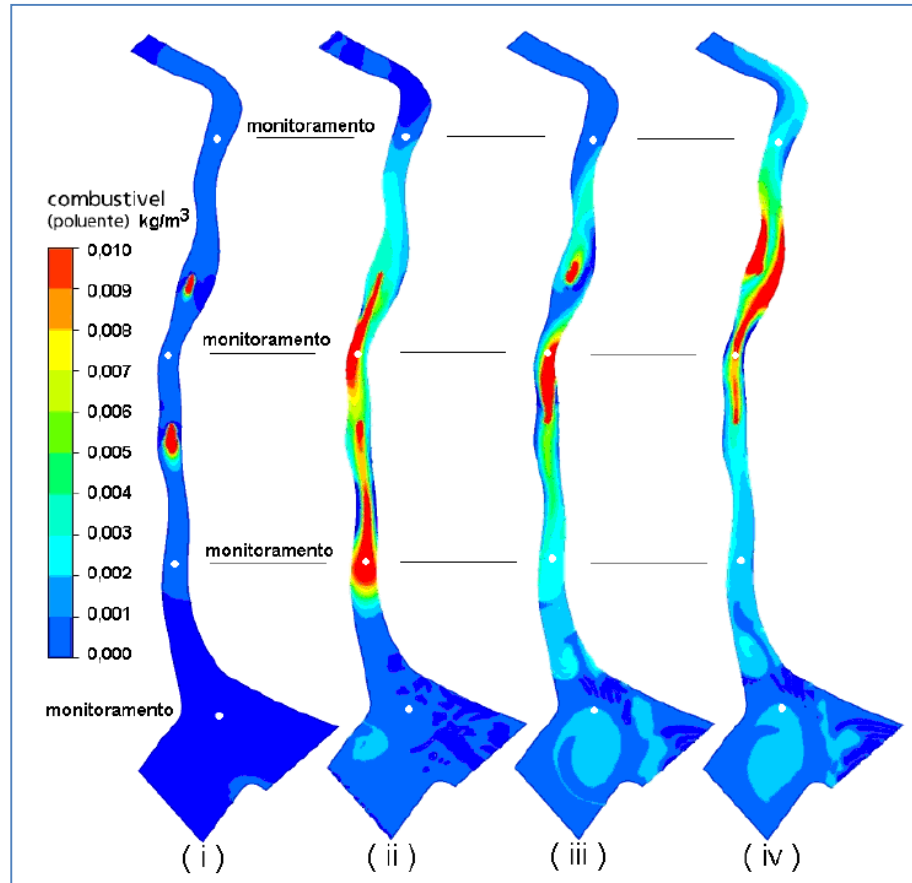 monitoramento
combustivel
(poluente) kg/m³
0,010
0,009
0,008
monitoramento
0,007
0,006
0,005
0,004
0,003
monitoramento
0,002
0,001
0,000
monitoramento
( i )
( ii )
( iii )
( iv )